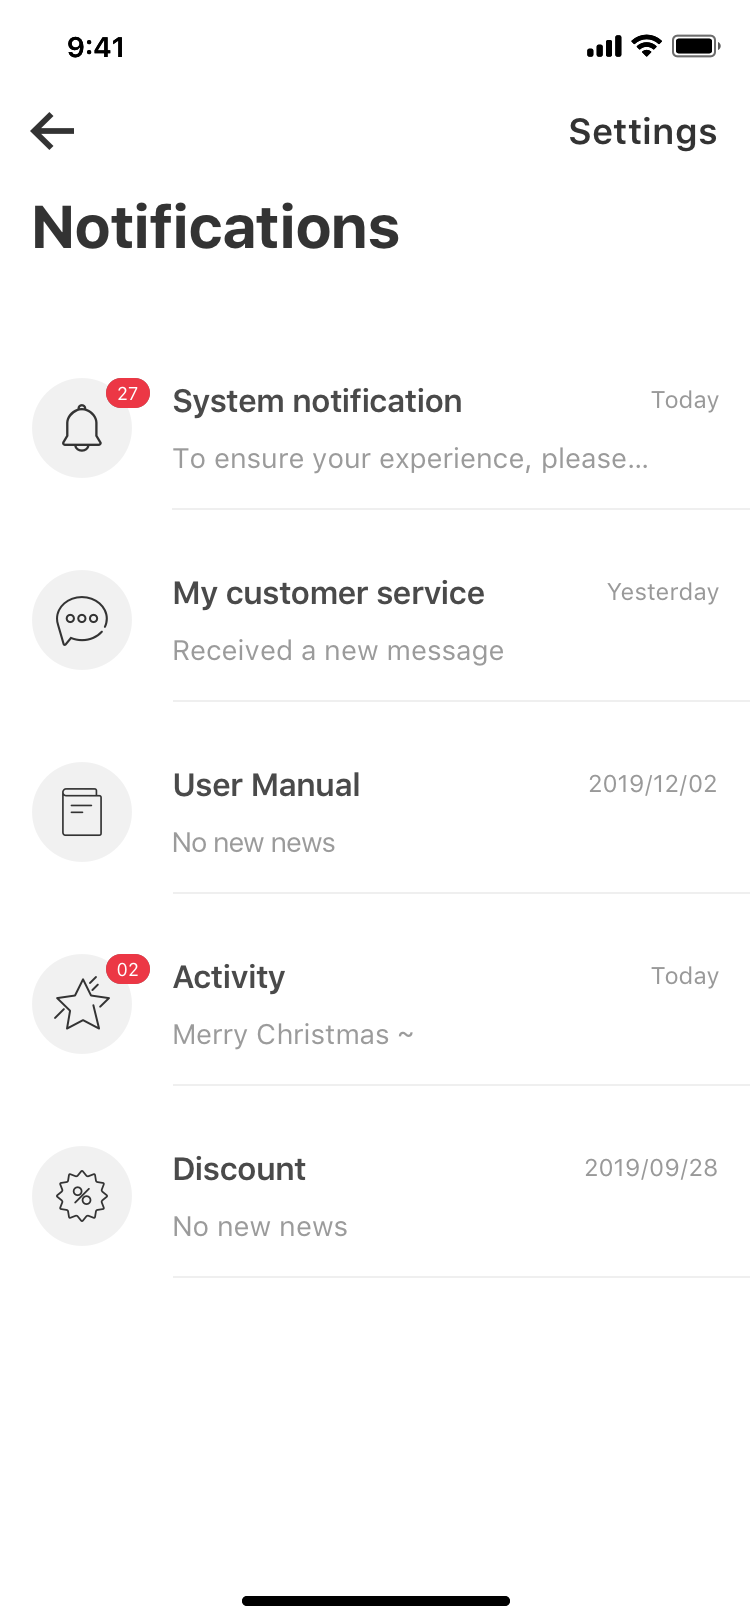 9:41
Settings
Notifications
27
System notification
Today
To ensure your experience, please...
My customer service
Yesterday
Received a new message
User Manual
2019/12/02
No new news
02
Activity
Today
Merry Christmas ~
%
Discount
2019/09/28
No new news